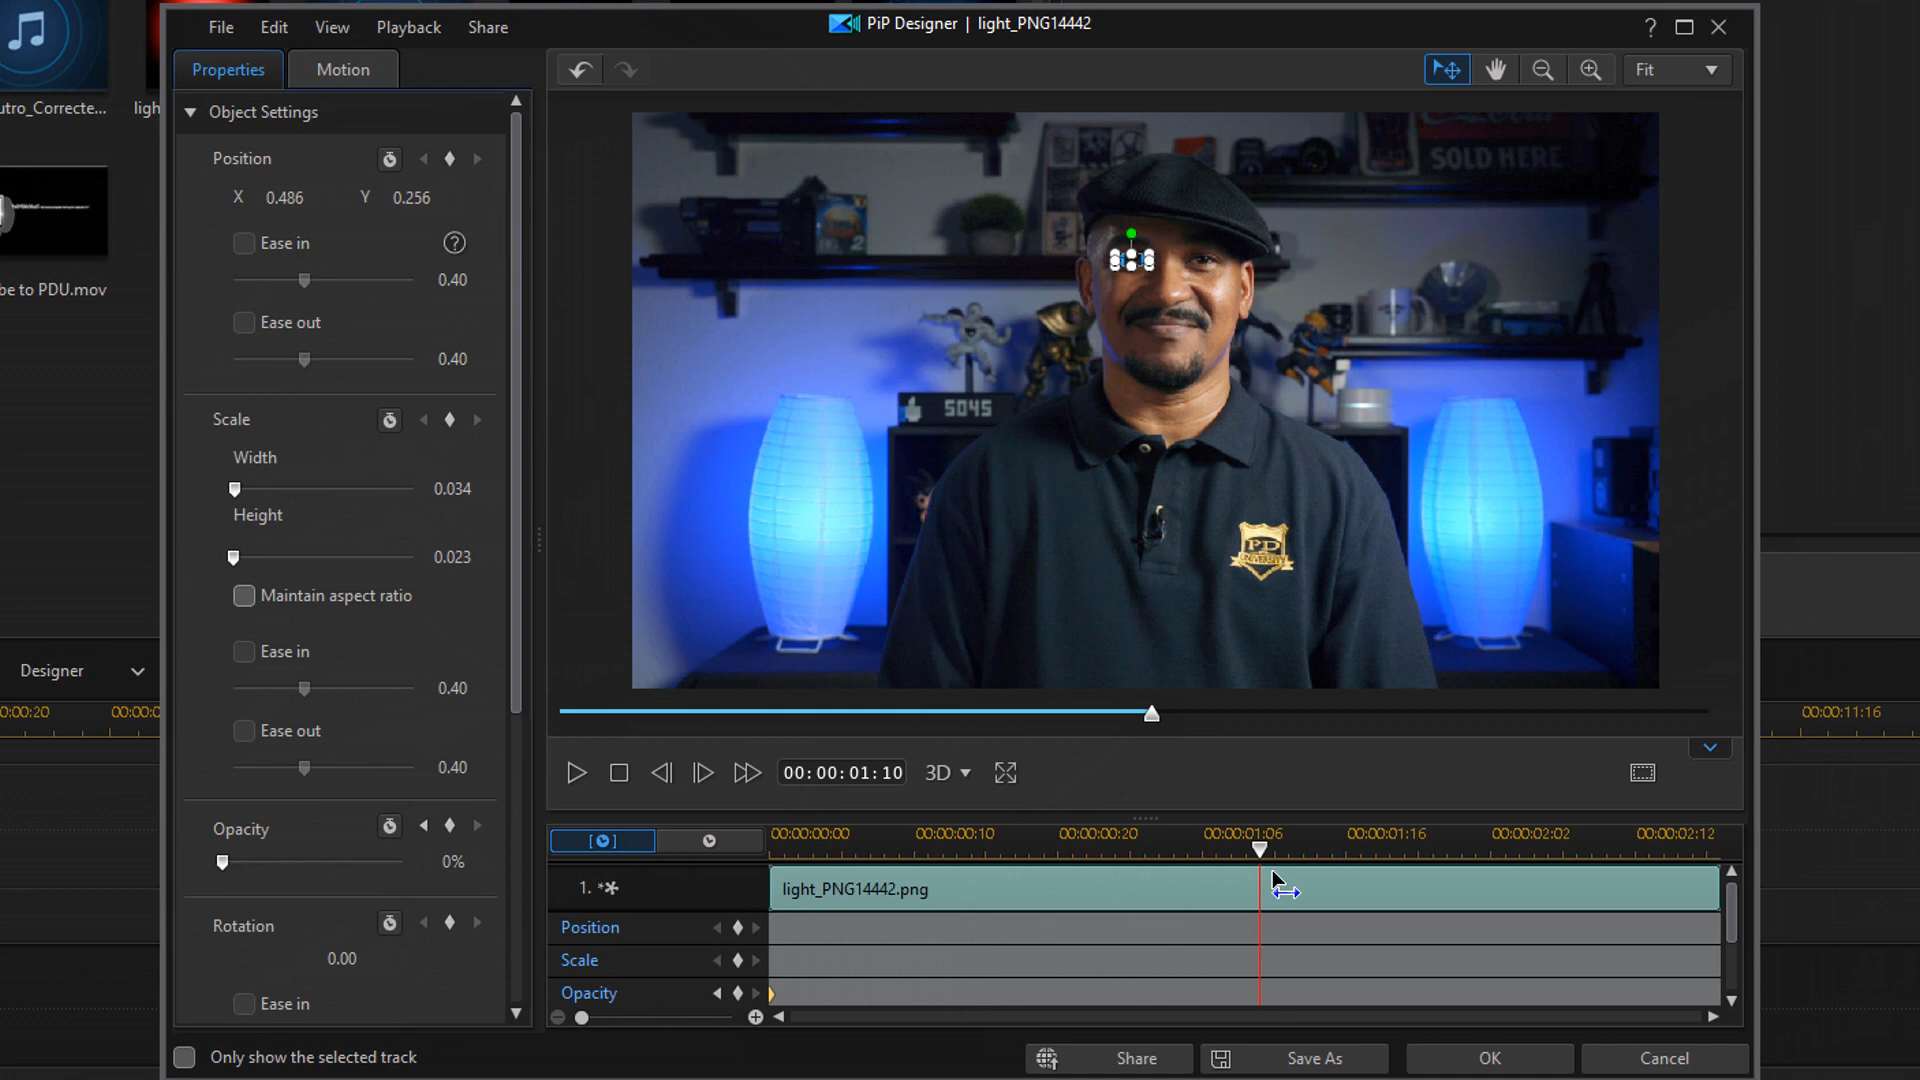 File Edit View Playback Share
PiP Designer | light_PNG14442
?
Properties Motion
Fit
Object Settings
Position
X 0.486 Y 0.256
Ease in ?
0.40
Ease out
0.40
Scale
Width
0.034
Height
0.023
Maintain aspect ratio
Ease in
0.40
Ease out
0.40
Opacity
0%
Rotation
0.00
Ease in
utro_Correcte...
ligh
be to PDU.mov
Designer
0:00:20 00:00:0
SOLD HERE
5045
PD
UNIVERSITY
00:00:01:10 3D
00:00:11:16
00:00:00:00 00:00:00:10 00:00:00:20 00:00:01:06 00:00:01:16 00:00:02:02 00:00:02:12
1. light_PNG14442.png
Position
Scale
Opacity
Only show the selected track
Share Save As OK Cancel